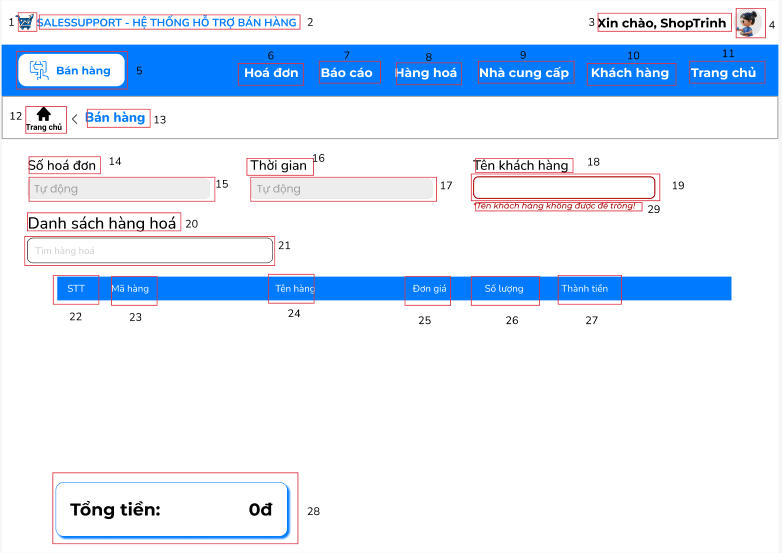 1 SALESSUPPORT - HỆ THỐNG HỖ TRỢ BÁN HÀNG 2 3 Xin chào, ShopTrinh 4
6 7 8 9 10 11
Bán hàng 5 Hoá đơn Báo cáo Hàng hoá Nhà cung cấp Khách hàng Trang chủ
12 Trang chủ Bán hàng 13
Số hoá đơn 14 Thời gian 16 Tên khách hàng 18
Tự động 15 Tự động 17 19
*Tên khách hàng không được để trống! 29
Danh sách hàng hoá 20
Tìm hàng hoá 21
STT Mã hàng Tên hàng Đơn giá Số lượng Thành tiền
22 23 24 25 26 27
Tổng tiền: 0đ 28